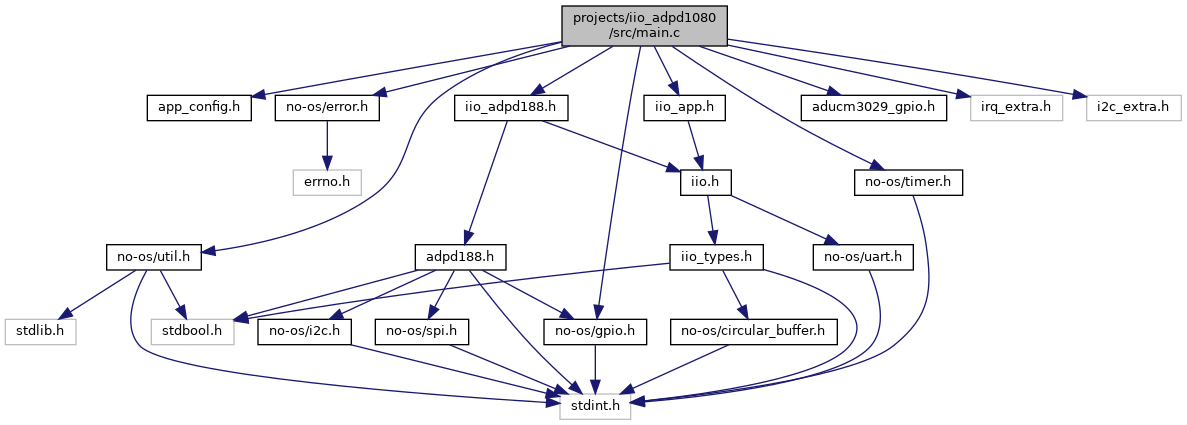 projects/iio_adpd1080
/src/main.c
app_config.h
no-os/error.h
iio_adpd188.h
iio_app.h
aducm3029_gpio.h
irq_extra.h
i2c_extra.h
errno.h
iio.h
no-os/timer.h
no-os/util.h
adpd188.h
iio_types.h
no-os/uart.h
stdlib.h
stdbool.h
no-os/i2c.h
no-os/spi.h
no-os/gpio.h
no-os/circular_buffer.h
stdint.h